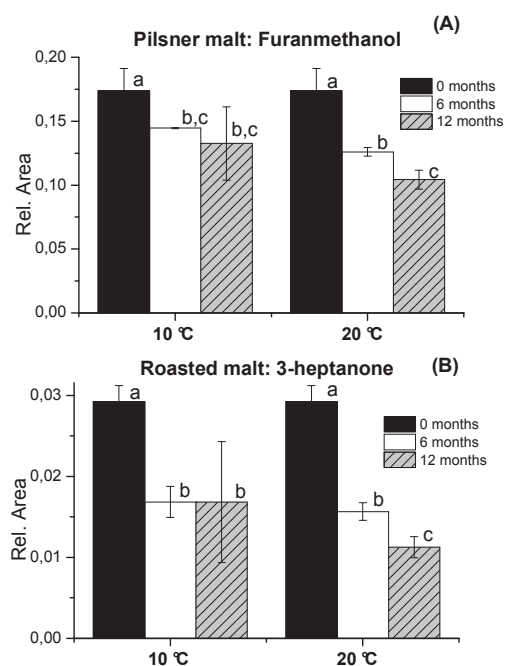 (A)
Pilsner malt: Furanmethanol
0,20
0,15
0,10
0,05
0,00
Rel. Area
a
b,c
b,c
a
b
c
0 months
6 months
12 months
10 °C
20 °C
Roasted malt: 3-heptanone
(B)
0,03
0,02
0,01
0,00
Rel. Area
a
b
b
a
b
c
0 months
6 months
12 months
10 °C
20 °C